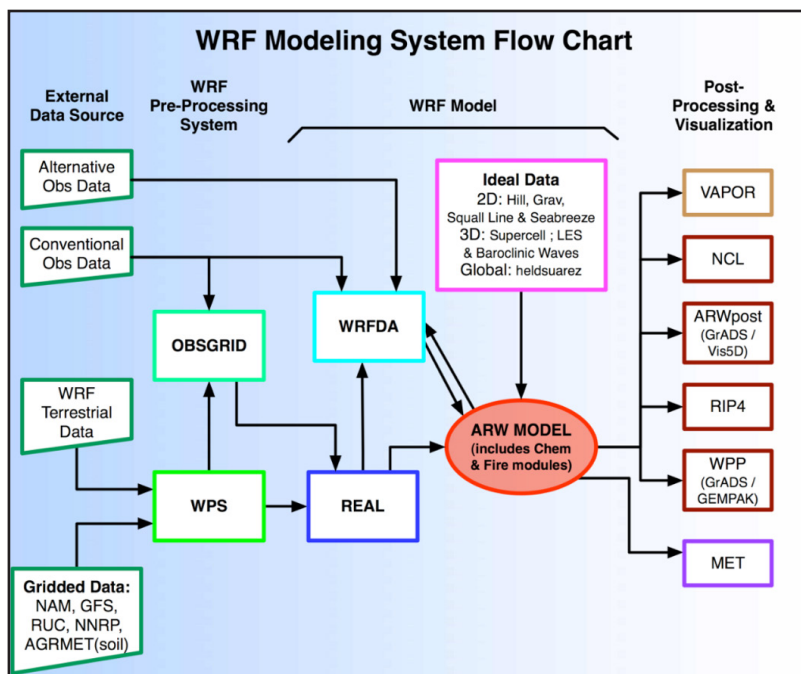 WRF Modeling System Flow Chart
External
Data Source
WRF
Pre-Processing
System
WRF Model
Post-
Processing &
Visualization
Alternative
Obs Data
Conventional
Obs Data
WRF
Terrestrial
Data
Gridded Data:
NAM, GFS,
RUC, NNRP,
AGRMET(soil)
OBSGRID
WPS
WRFDA
REAL
Ideal Data
2D: Hill, Grav,
Squall Line & Seabreeze
3D: Supercell ; LES
& Baroclinic Waves
Global: heldsuarez
ARW MODEL
(includes Chem
& Fire modules)
VAPOR
NCL
ARWpost
(GrADS /
Vis5D)
RIP4
WPP
(GrADS /
GEMPAK)
MET